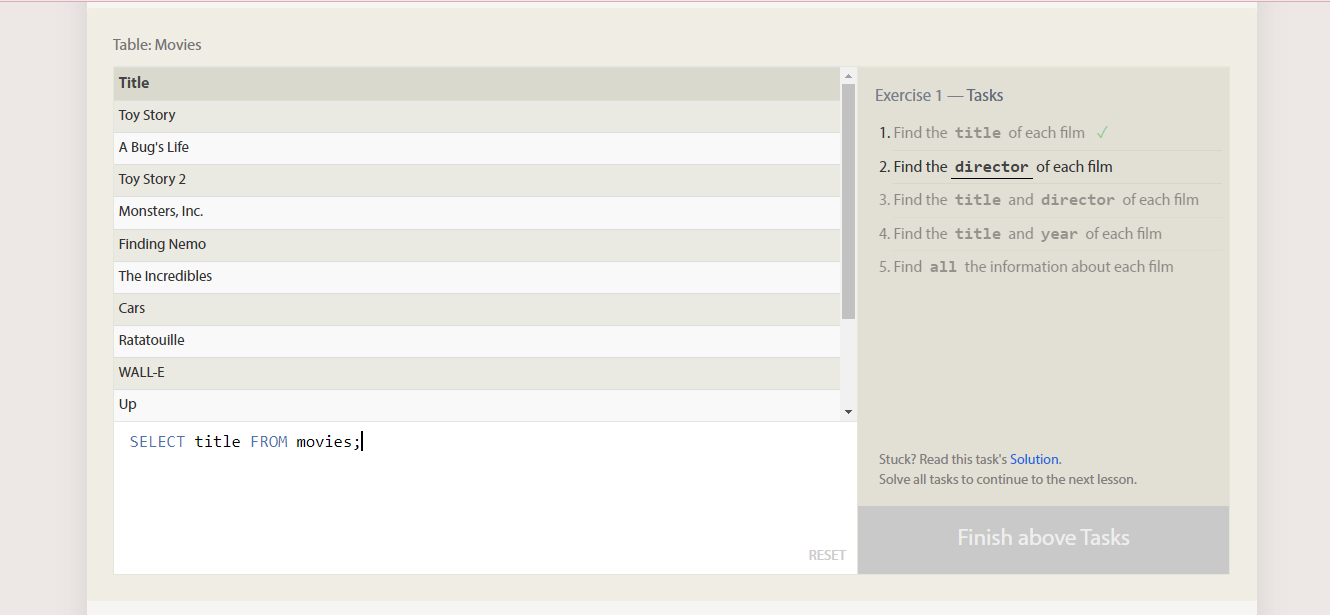 Table: Movies
Title
Toy Story
A Bug's Life
Toy Story 2
Monsters, Inc.
Finding Nemo
The Incredibles
Cars
Ratatouille
WALL-E
Up
SELECT title FROM movies;
RESET
Exercise 1 — Tasks
1. Find the title of each film ✓
2. Find the director of each film
3. Find the title and director of each film
4. Find the title and year of each film
5. Find all the information about each film
Stuck? Read this task's Solution.
Solve all tasks to continue to the next lesson.
Finish above Tasks